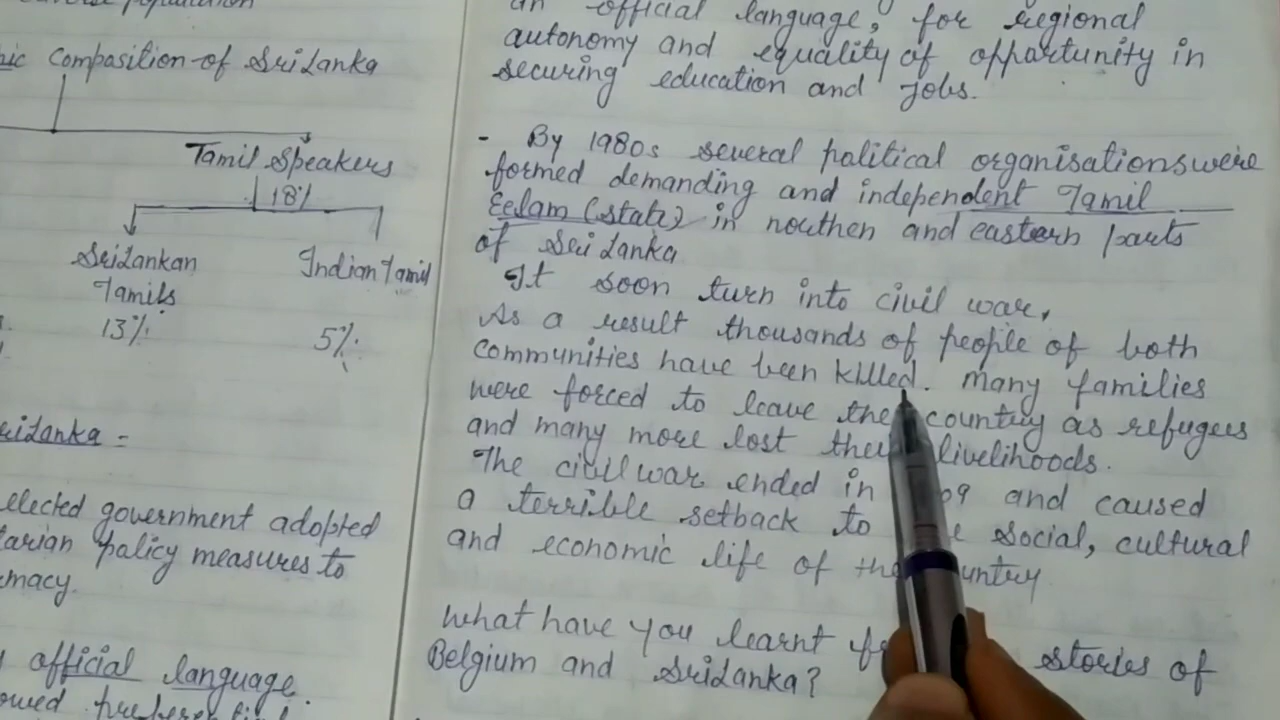 composition of SriLanka
Tamil Speakers
18%
SriLankan
Tamils
13%
Indian Tamil
5%
SriLanka -
elected government adopted
policy measures to
official language.
an official language, for regional
autonomy and equality of opportunity in
securing education and jobs.
- By 1980s several political organisations were
formed demanding and independent Tamil
Eelam (state) in northen and eastern parts
of Sri Lanka
It soon turn into civil war,
As a result thousands of people of both
communities have been killed. Many families
were forced to leave the country as refugees
and many more lost their livelihoods.
The civil war ended in and caused
a terrible setback to social, cultural
and economic life of the
What have you learnt stories of
Belgium and SriLanka?